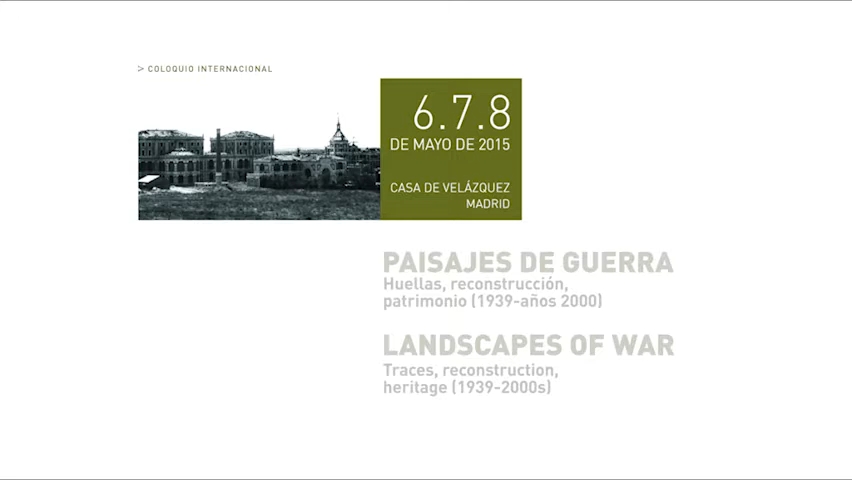 > COLOQUIO INTERNACIONAL
6.7.8
DE MAYO DE 2015
CASA DE VELÁZQUEZ
MADRID
PAISAJES DE GUERRA
Huellas, reconstrucción,
patrimonio (1939-años 2000)
LANDSCAPES OF WAR
Traces, reconstruction,
heritage (1939-2000s)